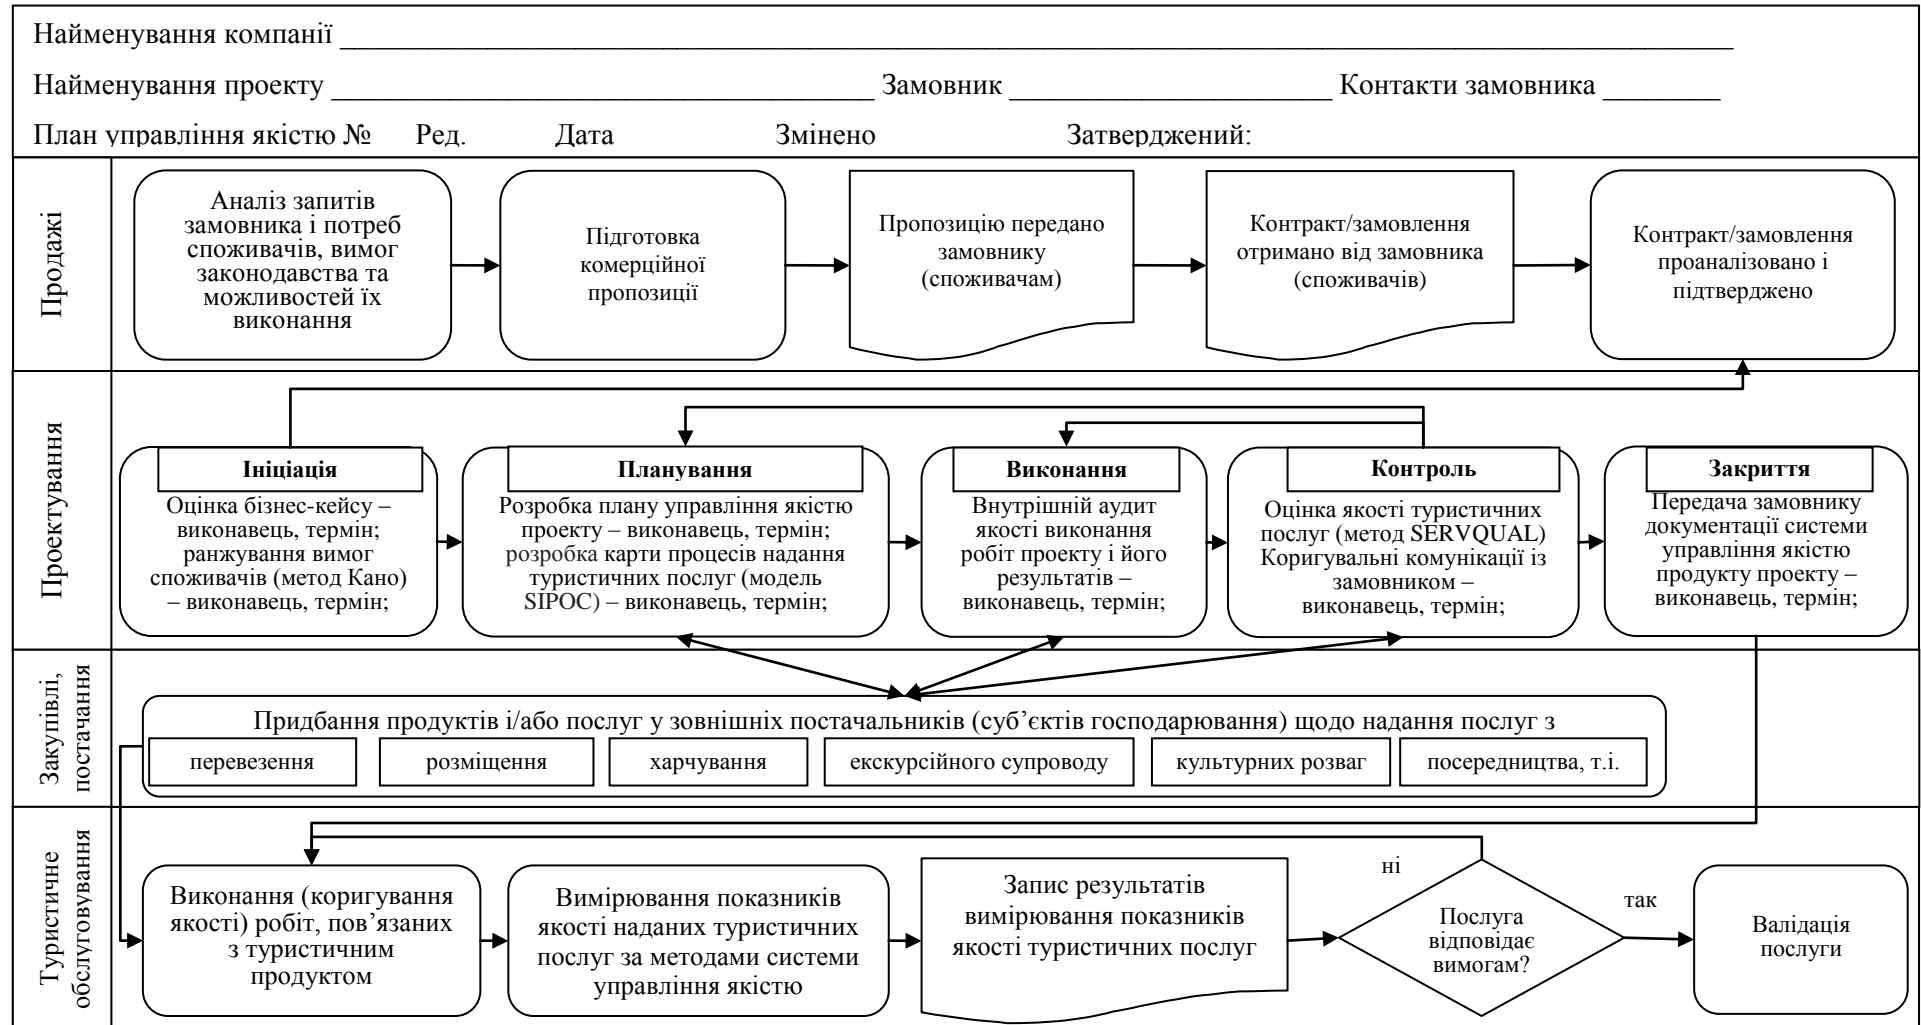 Найменування компанії
Найменування проекту Замовник Контакти замовника
План управління якістю № Ред. Дата Змінено Затверджений:
Продажі
Аналіз запитів
замовника і потреб
споживачів, вимог
законодавства та
можливостей їх
виконання
Підготовка
комерційної
пропозиції
Пропозицію передано
замовнику
(споживачам)
Контракт/замовлення
отримано від замовника
(споживачів)
Контракт/замовлення
проаналізовано і
підтверджено
Проектування
Ініціація
Оцінка бізнес-кейсу –
виконавець, термін;
ранжування вимог
споживачів (метод Кано)
– виконавець, термін;
Планування
Розробка плану управління якістю
проекту – виконавець, термін;
розробка карти процесів надання
туристичних послуг (модель
SIPOC) – виконавець, термін;
Виконання
Внутрішній аудит
якості виконання
робіт проекту і його
результатів –
виконавець, термін;
Контроль
Оцінка якості туристичних
послуг (метод SERVQUAL)
Коригувальні комунікації із
замовником –
виконавець, термін;
Закриття
Передача замовнику
документації системи
управління якістю
продукту проекту –
виконавець, термін;
Закупівлі,
постачання
Придбання продуктів і/або послуг у зовнішніх постачальників (суб’єктів господарювання) щодо надання послуг з
перевезення
розміщення
харчування
екскурсійного супроводу
культурних розваг
посередництва, т.і.
Туристичне
обслуговування
Виконання (коригування
якості) робіт, пов’язаних
з туристичним
продуктом
Вимірювання показників
якості наданих туристичних
послуг за методами системи
управління якістю
Запис результатів
вимірювання показників
якості туристичних послуг
ні
Послуга
відповідає
вимогам?
так
Валідація
послуги